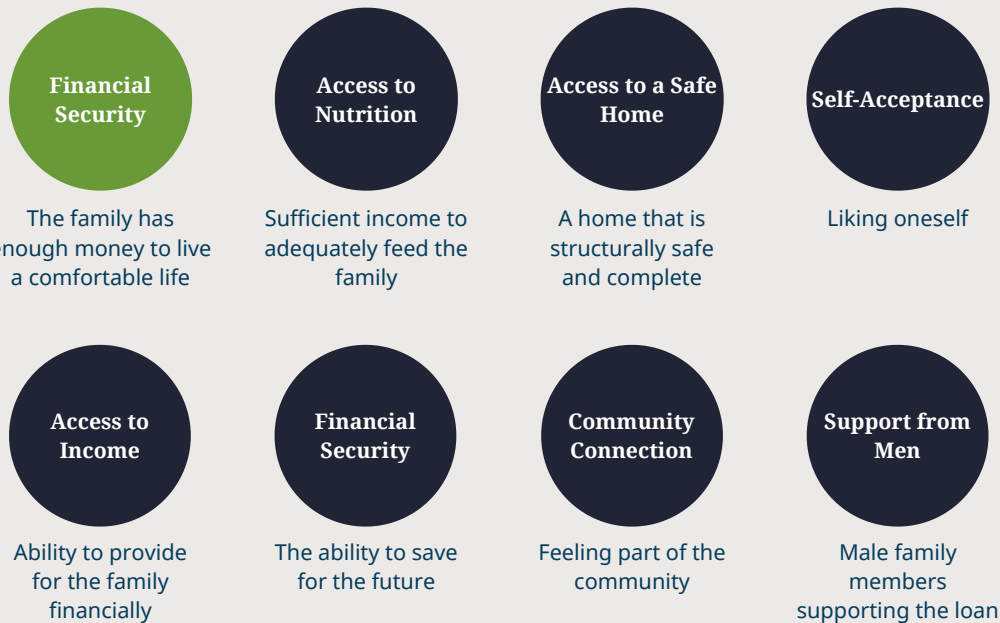 Financial
Security
The family has
enough money to live
a comfortable life
Access to
Nutrition
Sufficient income to
adequately feed the
family
Access to a Safe
Home
A home that is
structurally safe
and complete
Self-Acceptance
Liking oneself
Access to
Income
Ability to provide
for the family
financially
Financial
Security
The ability to save
for the future
Community
Connection
Feeling part of the
community
Support from
Men
Male family
members
supporting the loan